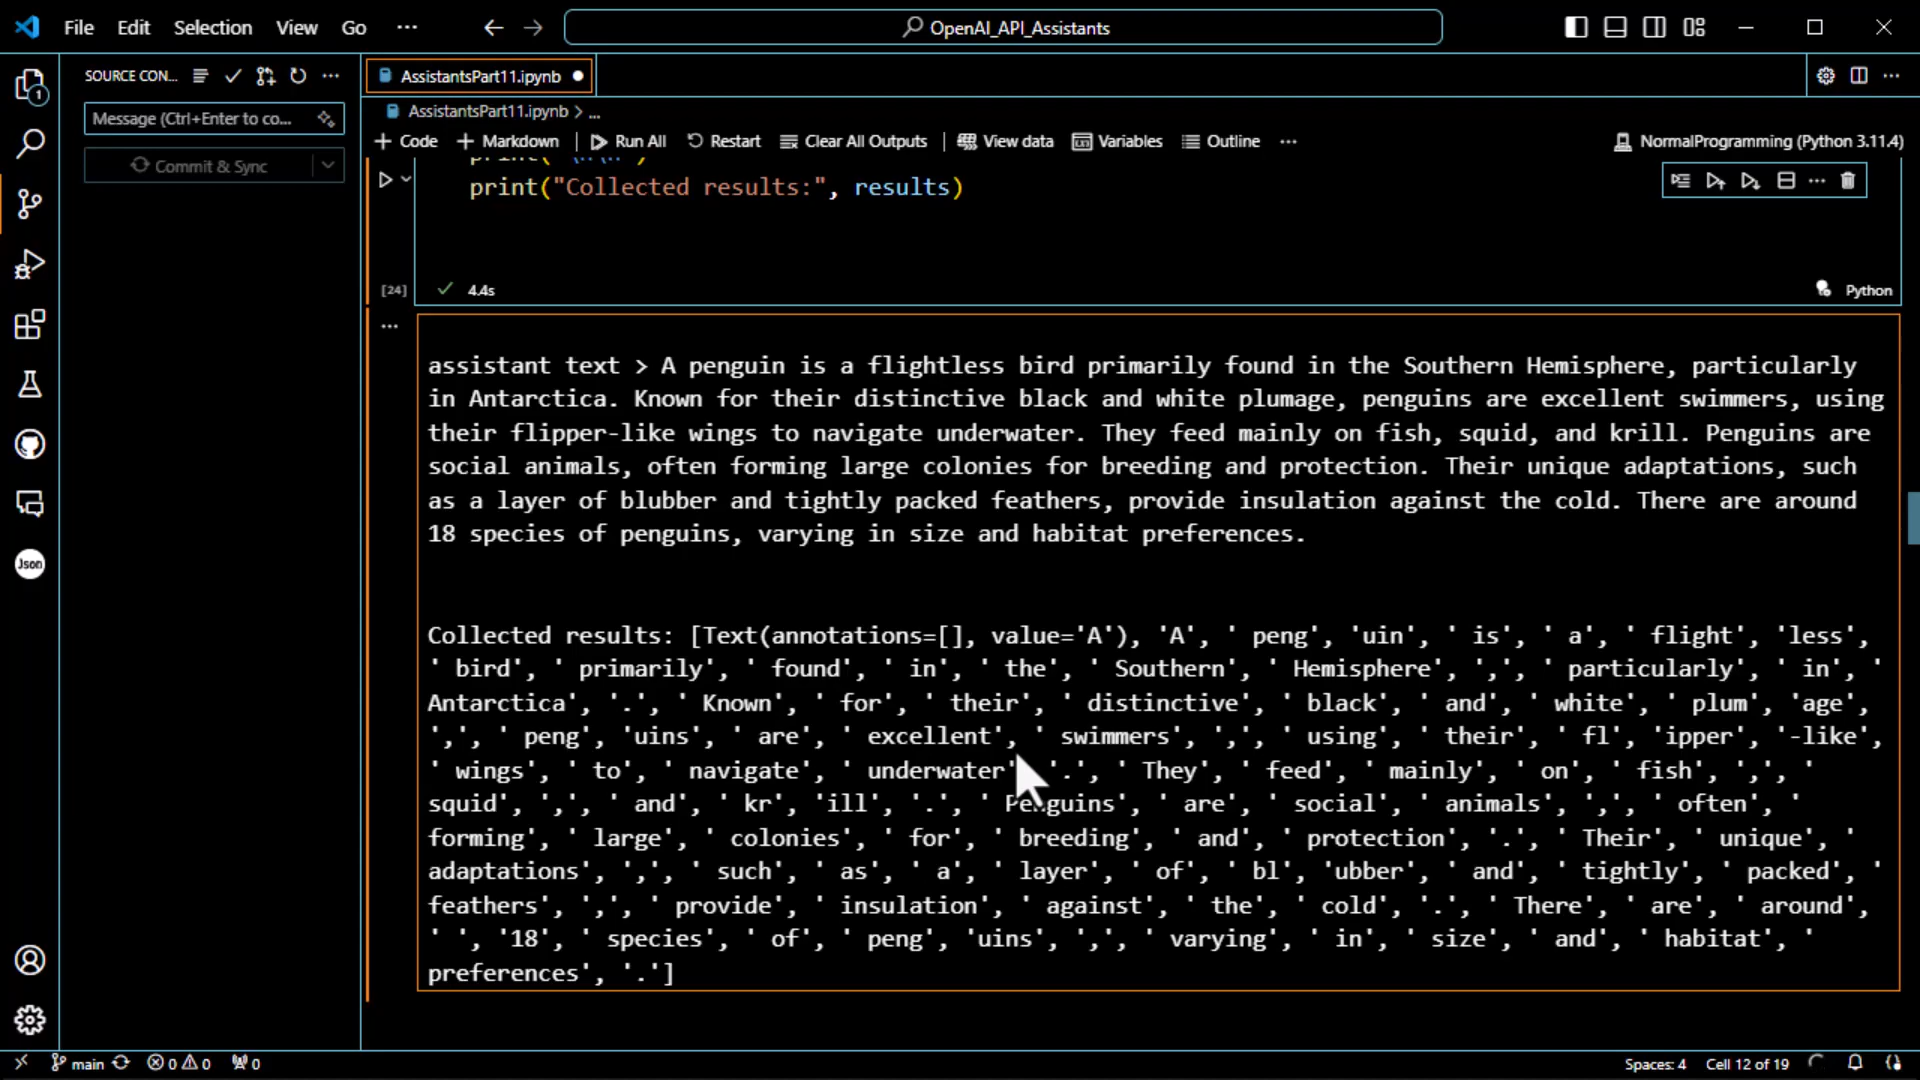 File Edit Selection View Go ... OpenAI_API_Assistants
SOURCE CON...
AssistantsPart11.ipynb
AssistantsPart11.ipynb > ...
Message (Ctrl+Enter to co...
+ Code + Markdown Run All Restart Clear All Outputs View data Variables Outline ... NormalProgramming (Python 3.11.4)
Commit & Sync
print("Collected results:", results)
[24] 4.4s Python
assistant text > A penguin is a flightless bird primarily found in the Southern Hemisphere, particularly
in Antarctica. Known for their distinctive black and white plumage, penguins are excellent swimmers, using
their flipper-like wings to navigate underwater. They feed mainly on fish, squid, and krill. Penguins are
social animals, often forming large colonies for breeding and protection. Their unique adaptations, such
as a layer of blubber and tightly packed feathers, provide insulation against the cold. There are around
18 species of penguins, varying in size and habitat preferences.
Json
Collected results: [Text(annotations=[], value='A'), 'A', ' peng', 'uin', ' is', ' a', ' flight', 'less',
' bird', ' primarily', ' found', ' in', ' the', ' Southern', ' Hemisphere', ',', ' particularly', ' in', '
Antarctica', '.', ' Known', ' for', ' their', ' distinctive', ' black', ' and', ' white', ' plum', 'age',
',', ' peng', 'uins', ' are', ' excellent', ' swimmers', ',', ' using', ' their', ' fl', 'ipper', '-like',
' wings', ' to', ' navigate', ' underwater', '.', ' They', ' feed', ' mainly', ' on', ' fish', ',', '
squid', ',', ' and', ' kr', 'ill', '.', ' Penguins', ' are', ' social', ' animals', ',', ' often', '
forming', ' large', ' colonies', ' for', ' breeding', ' and', ' protection', '.', ' Their', ' unique', '
adaptations', ',', ' such', ' as', ' a', ' layer', ' of', ' bl', 'ubber', ' and', ' tightly', ' packed', '
feathers', ',', ' provide', ' insulation', ' against', ' the', ' cold', '.', ' There', ' are', ' around',
' ', '18', ' species', ' of', ' peng', 'uins', ',', ' varying', ' in', ' size', ' and', ' habitat', '
preferences', '.']
main 0 0 0 Spaces: 4 Cell 12 of 19